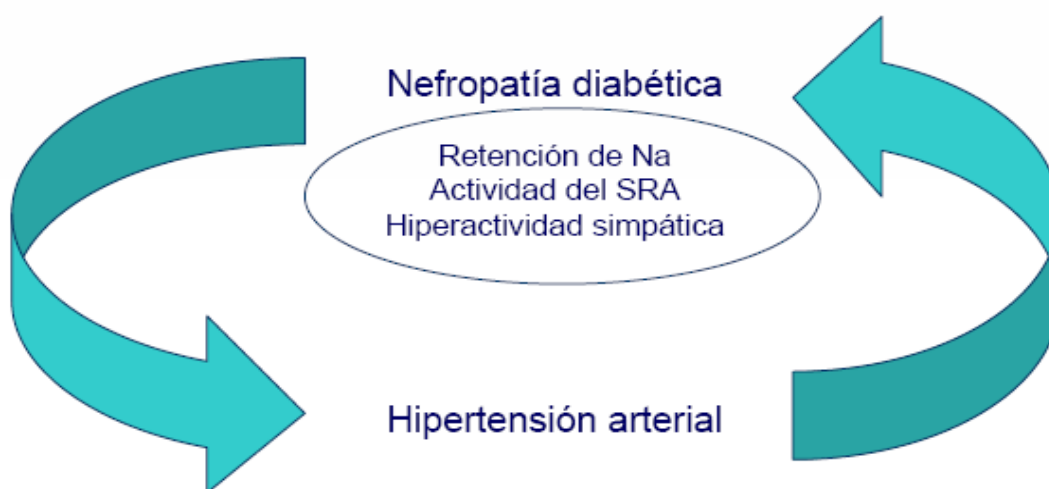 Nefropatía diabética
Retención de Na
Actividad del SRA
Hiperactividad simpática
Hipertensión arterial